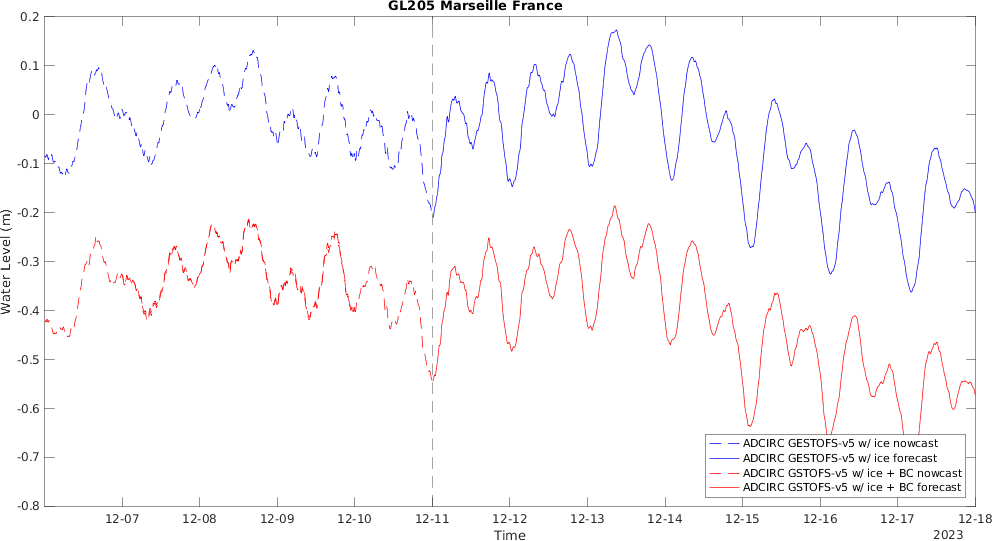 GL205 Marseille France
0.2
0.1
0
-0.1
-0.2
-0.3
-0.4
-0.5
-0.6
-0.7
-0.8
Water Level (m)
ADCIRC GESTOFS-v5 w/ ice nowcast
ADCIRC GESTOFS-v5 w/ ice forecast
ADCIRC GSTOFS-v5 w/ ice + BC nowcast
ADCIRC GSTOFS-v5 w/ ice + BC forecast
12-07 12-08 12-09 12-10 12-11 12-12 12-13 12-14 12-15 12-16 12-17 12-18
Time
2023